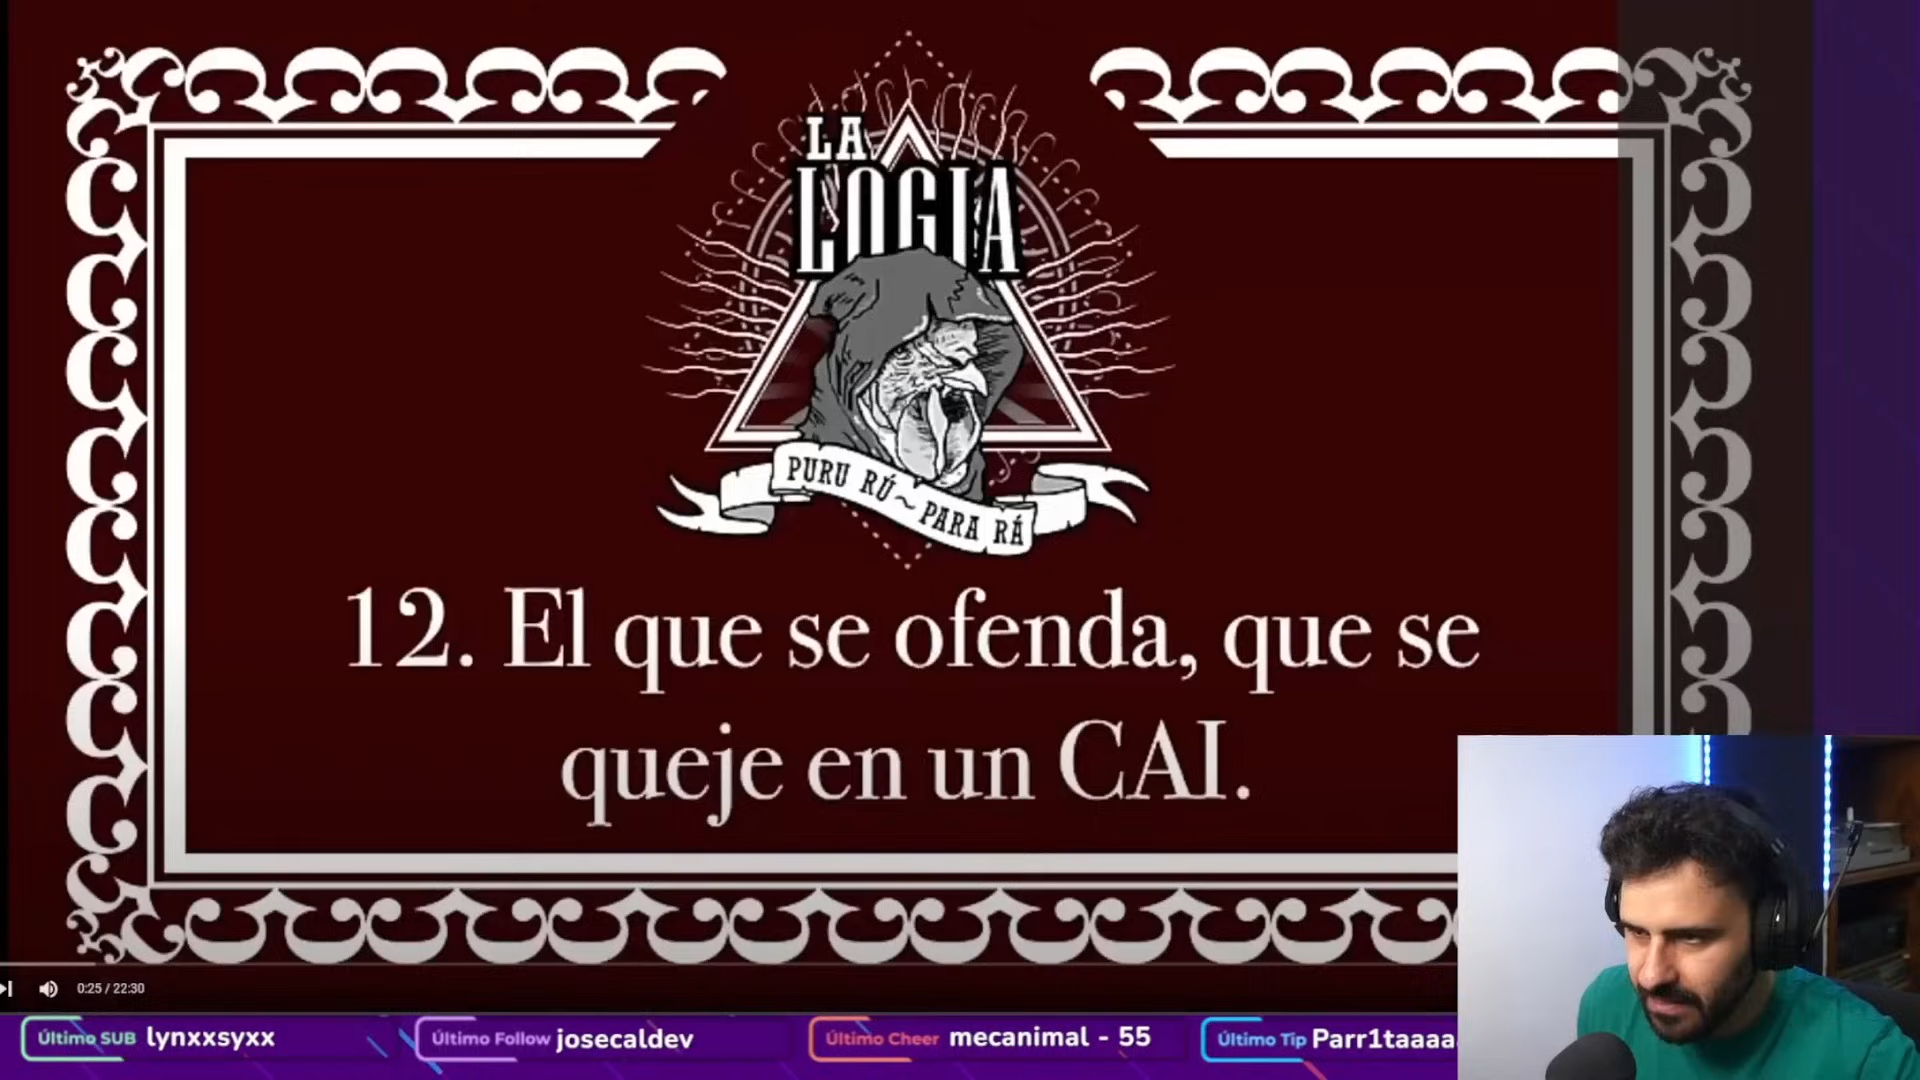 LA
LOGIA
PURU RÚ~PARA RÁ
12. El que se ofenda, que se
queje en un CAI.
0:25 / 22:30
Último SUB lynxxsyxx
Último Follow josecaldev
Último Cheer mecanimal - 55
Último Tip Parr1taaaa